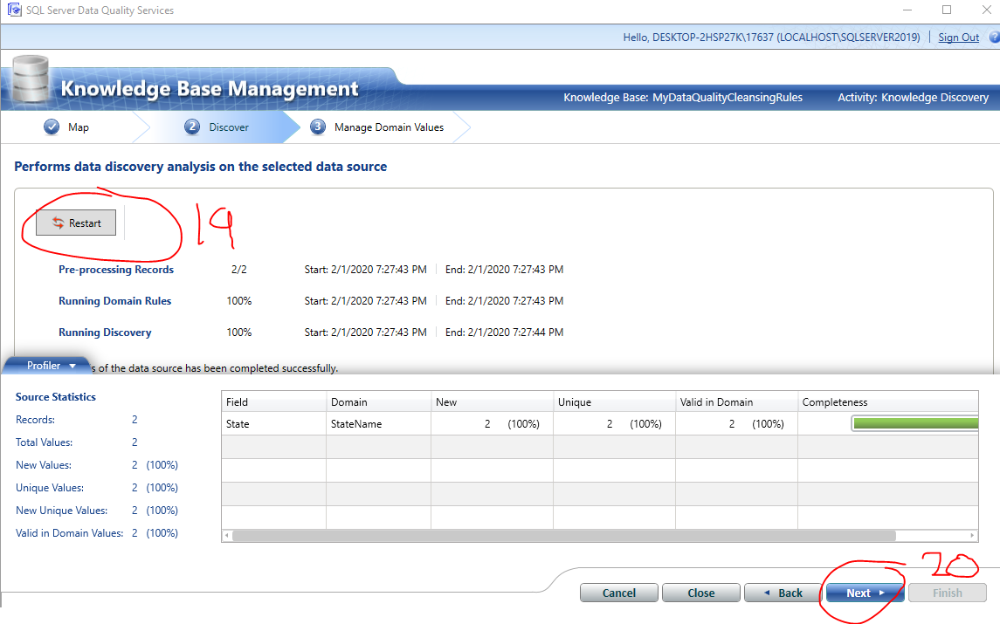 SQL Server Data Quality Services
Hello, DESKTOP-2HSP27K\17637 (LOCALHOST\SQLSERVER2019) Sign Out ?
Knowledge Base Management
Knowledge Base: MyDataQualityCleansingRules Activity: Knowledge Discovery
Map 2 Discover 3 Manage Domain Values
Performs data discovery analysis on the selected data source
Restart 19
Pre-processing Records 2/2 Start: 2/1/2020 7:27:43 PM End: 2/1/2020 7:27:43 PM
Running Domain Rules 100% Start: 2/1/2020 7:27:43 PM End: 2/1/2020 7:27:43 PM
Running Discovery 100% Start: 2/1/2020 7:27:43 PM End: 2/1/2020 7:27:44 PM
Profiler s of the data source has been completed successfully.
Source Statistics
Records: 2
Total Values: 2
New Values: 2 (100%)
Unique Values: 2 (100%)
New Unique Values: 2 (100%)
Valid in Domain Values: 2 (100%)
Field Domain New Unique Valid in Domain Completeness
State StateName 2 (100%) 2 (100%) 2 (100%)
20
Cancel Close Back Next Finish